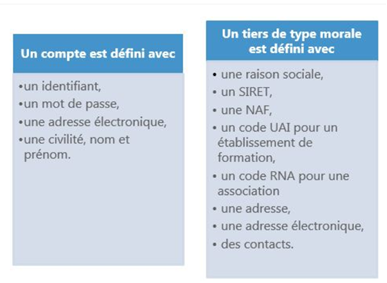 Un compte est défini avec
•un identifiant,
•un mot de passe,
•une adresse électronique,
•une civilité, nom et
prénom.
Un tiers de type morale
est défini avec
• une raison sociale,
• un SIRET,
• une NAF,
• un code UAI pour un
établissement de
formation,
• un code RNA pour une
association
• une adresse,
• une adresse électronique,
• des contacts.